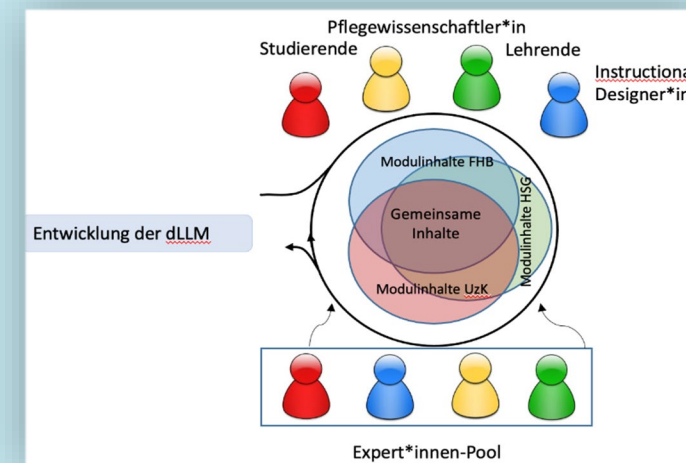 Pflegewissenschaftler*in
Studierende
Lehrende
Designer*in
Modulinhalte FHB
Modulinhalte HSG
Gemeinsame
Inhalte
Entwicklung der dLLM
Modulinhalte UzK
Expert*innen-Pool